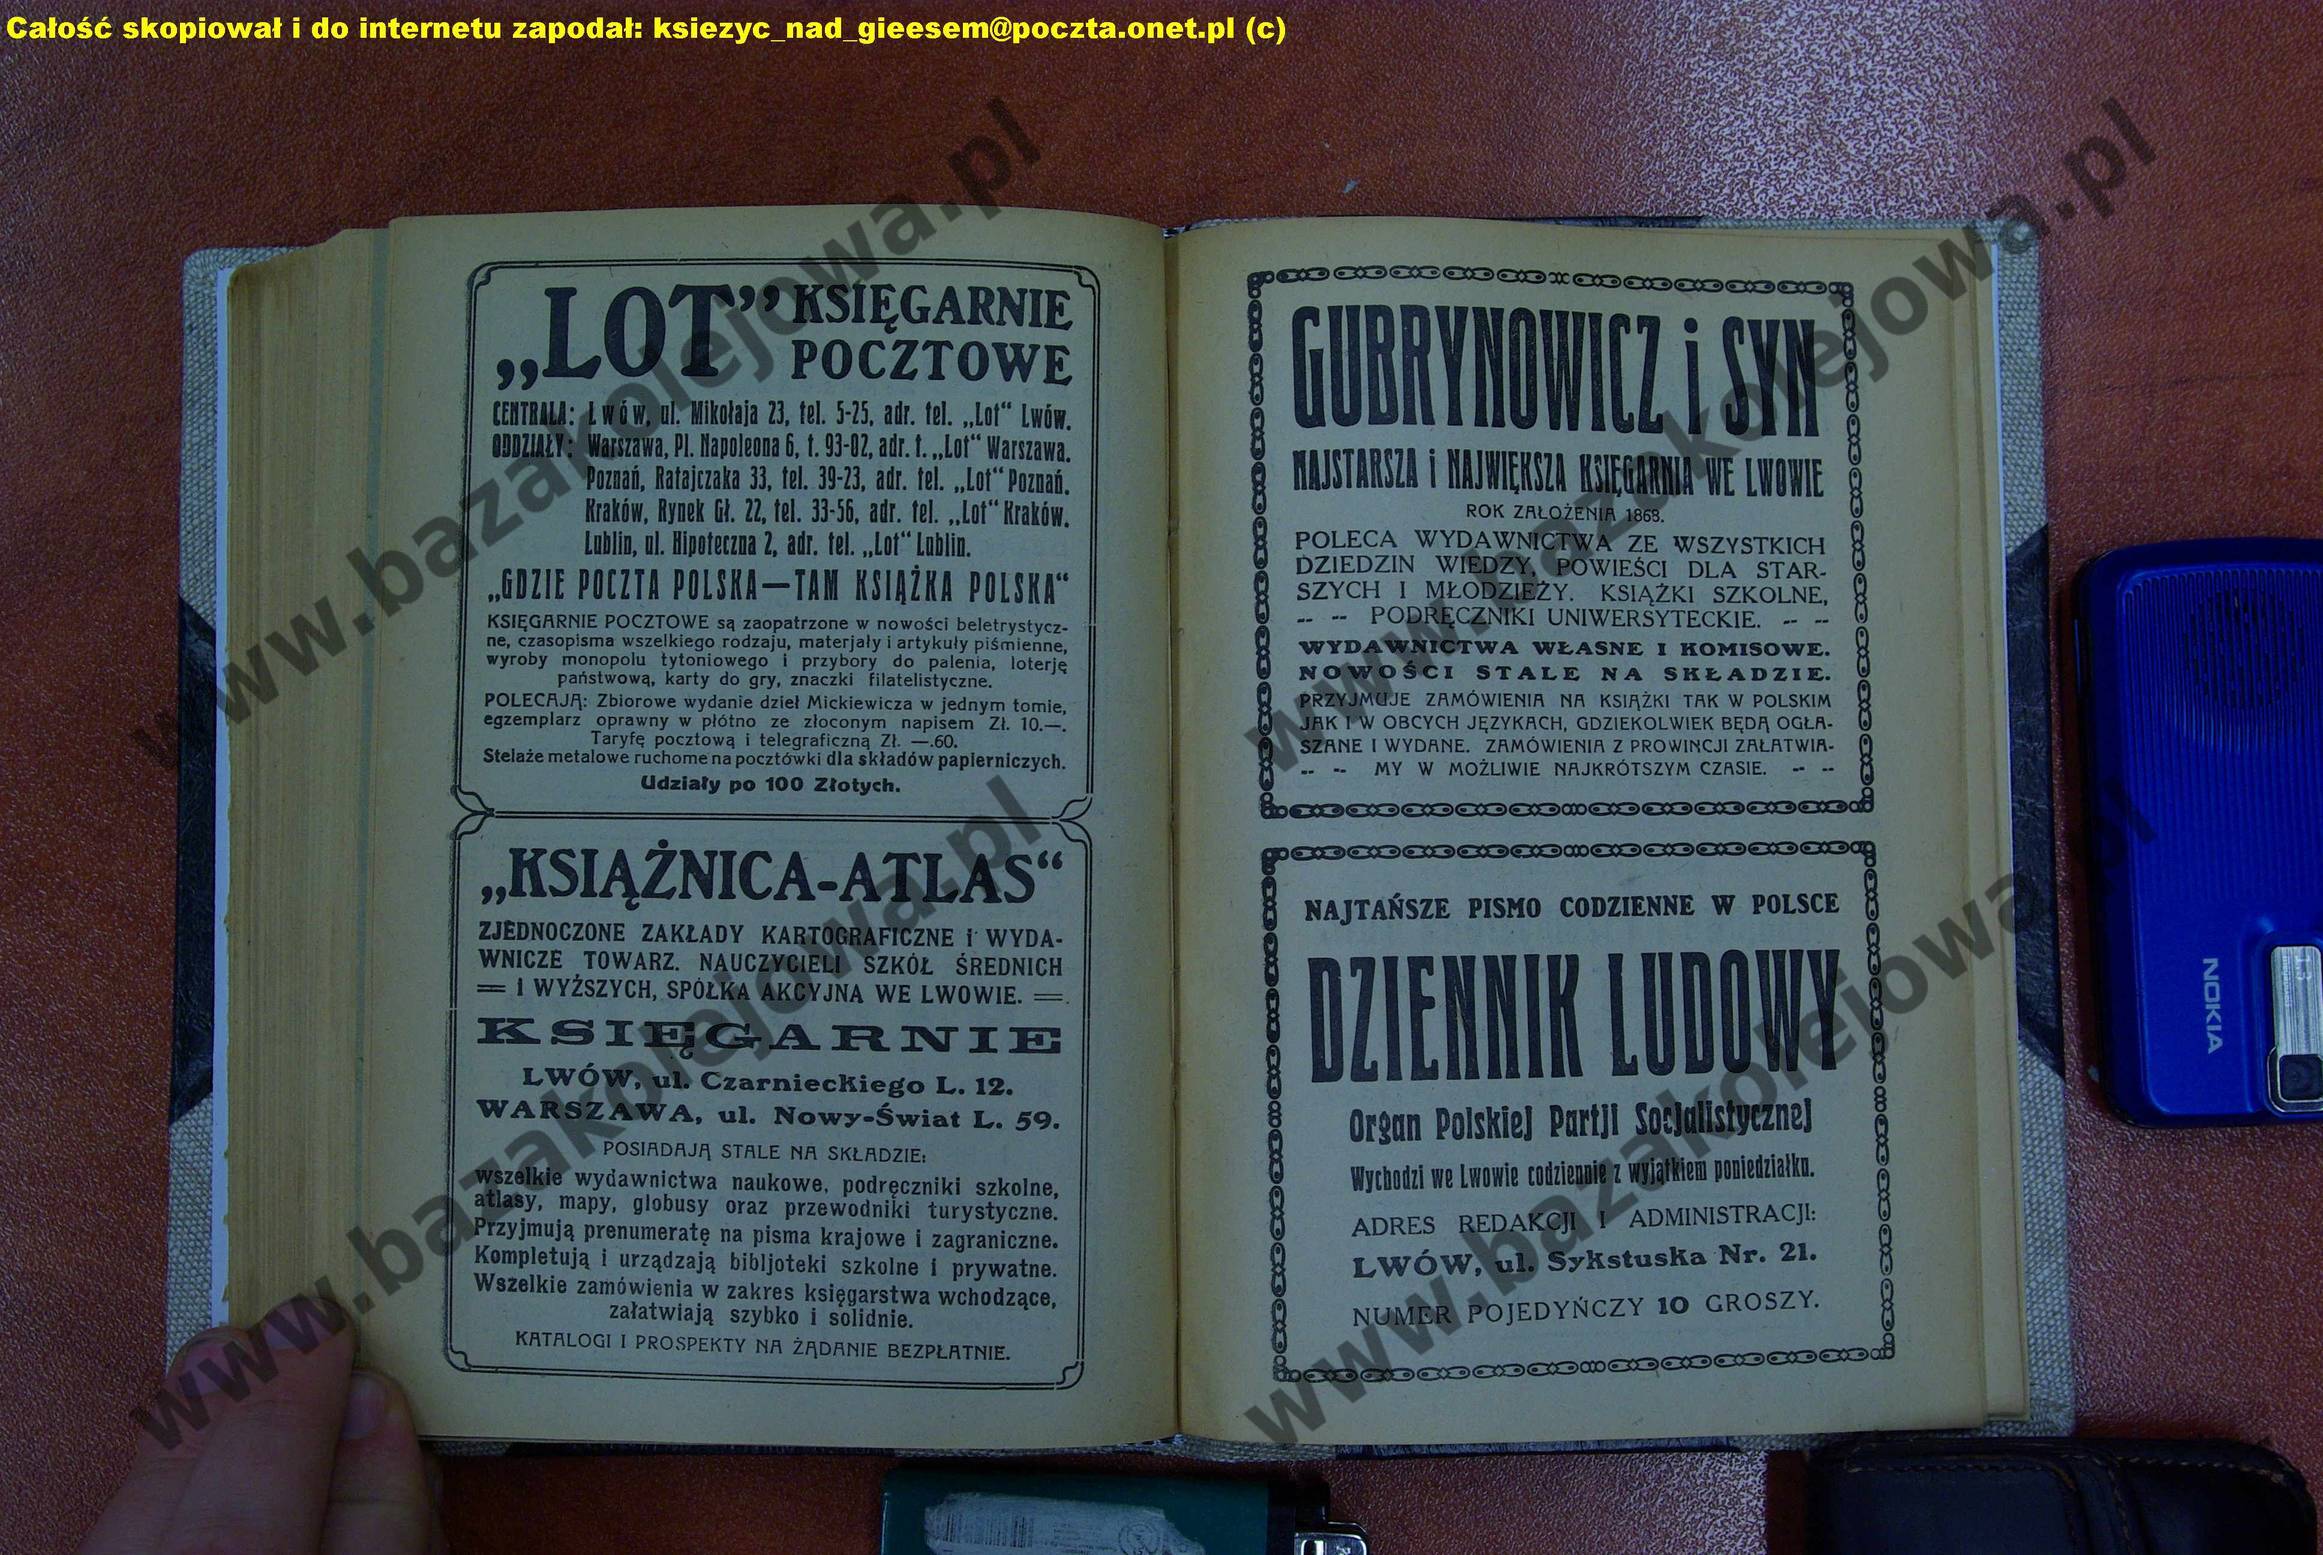 Całość skopiował i do internetu zapodał: ksiezyc_nad_gieesem@poczta.onet.pl (c)
„LOT” KSIĘGARNIE
POCZTOWE
CENTRALA: Lwów, ul. Mikołaja 23, tel. 5-25, adr. tel. „Lot“ Lwów.
ODDZIAŁY: Warszawa, Pl. Napoleona 6, t. 93-02, adr. t. „Lot“ Warszawa.
Poznań, Ratajczaka 33, tel. 39-23, adr. tel. „Lot“ Poznań.
Kraków, Rynek Gł. 22, tel. 33-56, adr. tel. „Lot“ Kraków.
Lublin, ul. Hipoteczna 2, adr. tel. „Lot“ Lublin.
„GDZIE POCZTA POLSKA—TAM KSIĄŻKA POLSKA“
KSIĘGARNIE POCZTOWE są zaopatrzone w nowości beletrystycz-
ne, czasopisma wszelkiego rodzaju, materjały i artykuły piśmienne,
wyroby monopolu tytoniowego i przybory do palenia, loterję
państwową, karty do gry, znaczki filatelistyczne.
POLECAJĄ: Zbiorowe wydanie dzieł Mickiewicza w jednym tomie,
egzemplarz oprawny w płótno ze złoconym napisem Zł. 10.—.
Taryfę pocztową i telegraficzną Zł. —.60.
Stelaże metalowe ruchome na pocztówki dla składów papierniczych.
Udziały po 100 Złotych.
„KSIĄŻNICA-ATLAS“
ZJEDNOCZONE ZAKŁADY KARTOGRAFICZNE i WYDA-
WNICZE TOWARZ. NAUCZYCIELI SZKÓŁ ŚREDNICH
= I WYŻSZYCH, SPÓŁKA AKCYJNA WE LWOWIE. =
KSIĘGARNIE
LWÓW, ul. Czarnieckiego L. 12.
WARSZAWA, ul. Nowy-Świat L. 59.
POSIADAJĄ STALE NA SKŁADZIE:
wszelkie wydawnictwa naukowe, podręczniki szkolne,
atlasy, mapy, globusy oraz przewodniki turystyczne.
Przyjmują prenumeratę na pisma krajowe i zagraniczne.
Kompletują i urządzają bibljoteki szkolne i prywatne.
Wszelkie zamówienia w zakres księgarstwa wchodzące,
załatwiają szybko i solidnie.
KATALOGI I PROSPEKTY NA ŻĄDANIE BEZPŁATNIE.
GUBRYNOWICZ i SYN
NAJSTARSZA i NAJWIĘKSZA KSIĘGARNIA WE LWOWIE
ROK ZAŁOŻENIA 1868.
POLECA WYDAWNICTWA ZE WSZYSTKICH
DZIEDZIN WIEDZY, POWIEŚCI DLA STAR-
SZYCH I MŁODZIEŻY. KSIĄŻKI SZKOLNE,
-- -- PODRĘCZNIKI UNIWERSYTECKIE. -- --
WYDAWNICTWA WŁASNE I KOMISOWE.
NOWOŚCI STALE NA SKŁADZIE.
PRZYJMUJE ZAMÓWIENIA NA KSIĄŻKI TAK W POLSKIM
JAK I W OBCYCH JĘZYKACH, GDZIEKOLWIEK BĘDĄ OGŁA-
SZANE I WYDANE. ZAMÓWIENIA Z PROWINCJI ZAŁATWIA-
-- -- MY W MOŻLIWIE NAJKRÓTSZYM CZASIE. -- --
NAJTAŃSZE PISMO CODZIENNE W POLSCE
DZIENNIK LUDOWY
Organ Polskiej Partji Socjalistycznej
Wychodzi we Lwowie codziennie z wyjątkiem poniedziałku.
ADRES REDAKCJI I ADMINISTRACJI:
LWÓW, ul. Sykstuska Nr. 21.
NUMER POJEDYŃCZY 10 GROSZY.
NOKIA
www.bazakolejowa.pl
www.bazakolejowa.pl
www.bazakolejowa.pl
www.bazakolejowa.pl